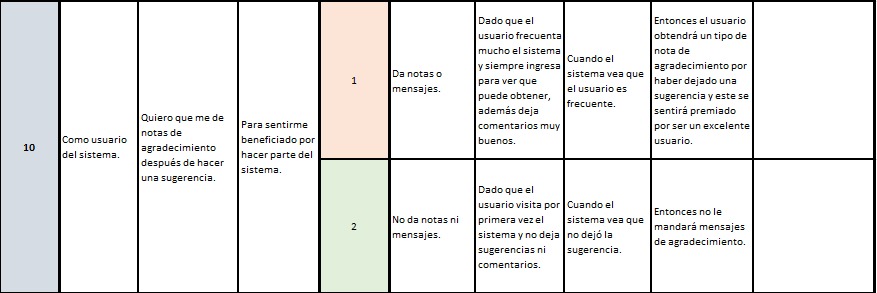 10
Como usuario
del sistema.
Quiero que me de
notas de
agradecimiento
después de hacer
una sugerencia.
Para sentirme
beneficiado por
hacer parte del
sistema.
1
Da notas o
mensajes.
Dado que el
usuario frecuenta
mucho el sistema
y siempre ingresa
para ver que
puede obtener,
además deja
comentarios muy
buenos.
Cuando el
sistema vea que
el usuario es
frecuente.
Entonces el usuario
obtendrá un tipo de
nota de
agradecimiento por
haber dejado una
sugerencia y este se
sentirá premiado
por ser un excelente
usuario.
2
No da notas ni
mensajes.
Dado que el
usuario visita por
primera vez el
sistema y no deja
sugerencias ni
comentarios.
Cuando el
sistema vea que
no dejó la
sugerencia.
Entonces no le
mandará mensajes
de agradecimiento.